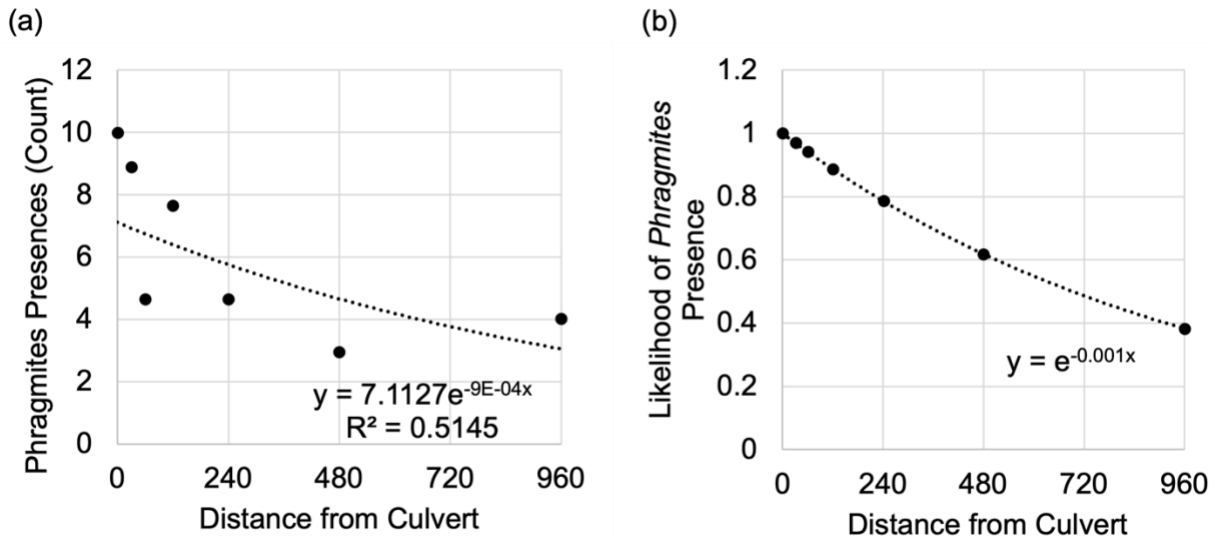 (a)
Phragmites Presences (Count)
12
10
8
6
4
2
0
y = 7.1127e^-9E-04x
R² = 0.5145
0 240 480 720 960
Distance from Culvert
(b)
Likelihood of Phragmites
Presence
1.2
1
0.8
0.6
0.4
0.2
0
y = e^-0.001x
0 240 480 720 960
Distance from Culvert